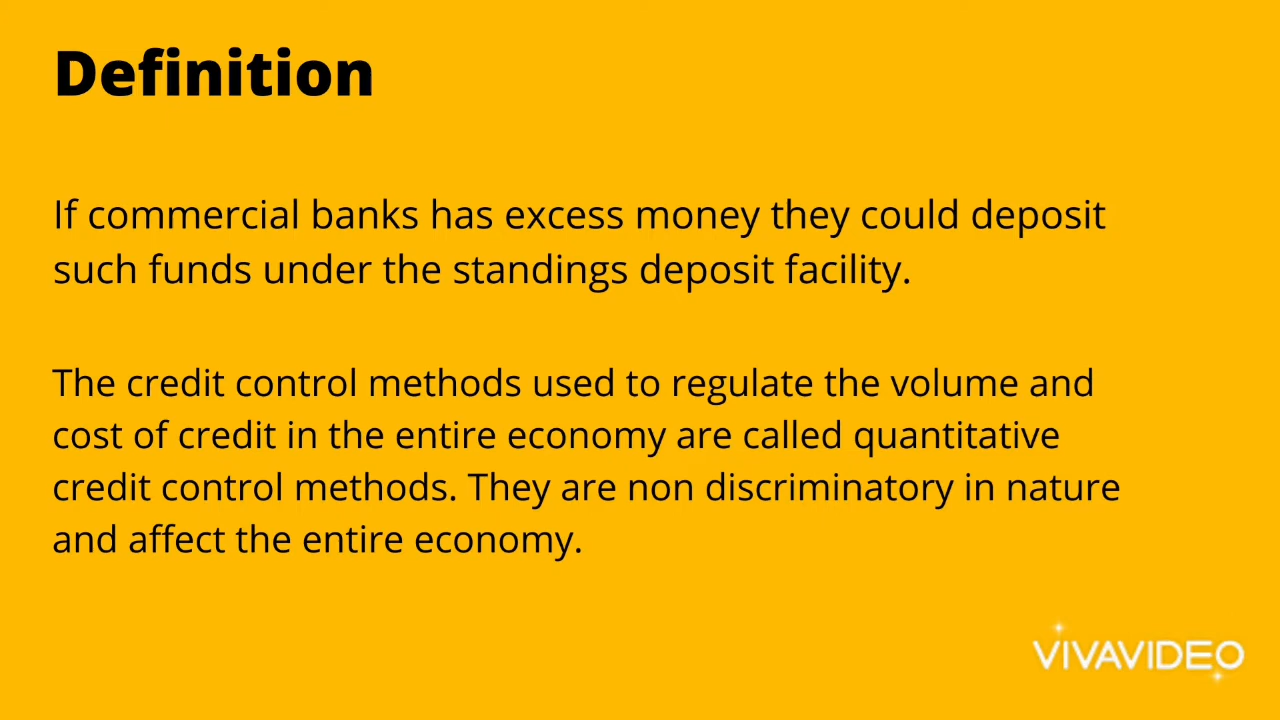 Definition
If commercial banks has excess money they could deposit
such funds under the standings deposit facility.
The credit control methods used to regulate the volume and
cost of credit in the entire economy are called quantitative
credit control methods. They are non discriminatory in nature
and affect the entire economy.
VIVAVIDEO